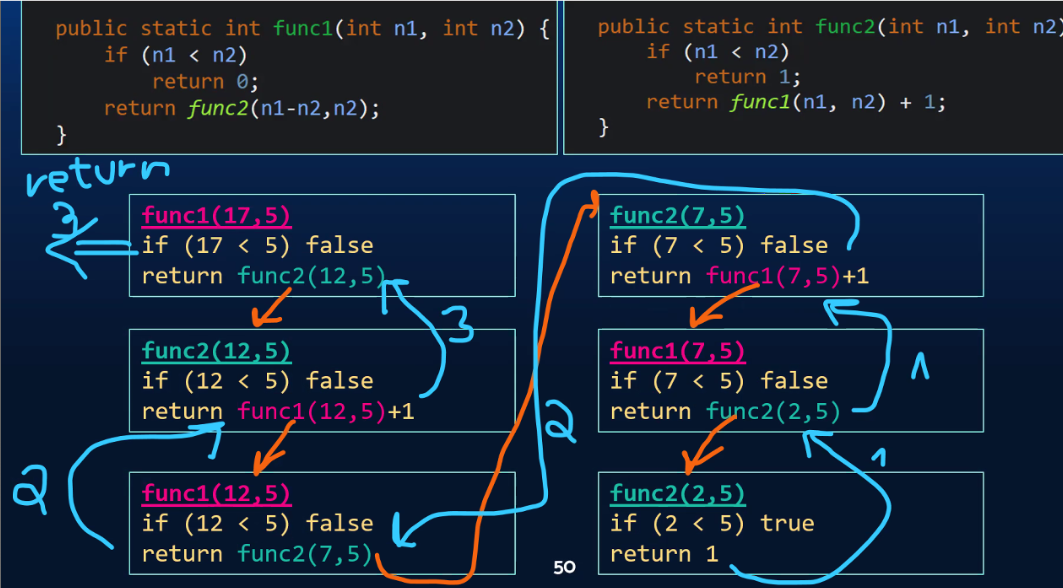 public static int func1(int n1, int n2) {
if (n1 < n2)
return 0;
return func2(n1-n2,n2);
}
public static int func2(int n1, int n2)
if (n1 < n2)
return 1;
return func1(n1, n2) + 1;
}
return
3
func1(17,5)
if (17 < 5) false
return func2(12,5)
3
func2(12,5)
if (12 < 5) false
return func1(12,5)+1
2
func1(12,5)
if (12 < 5) false
return func2(7,5)
2
func2(7,5)
if (7 < 5) false
return func1(7,5)+1
1
func1(7,5)
if (7 < 5) false
return func2(2,5)
1
func2(2,5)
if (2 < 5) true
return 1
50